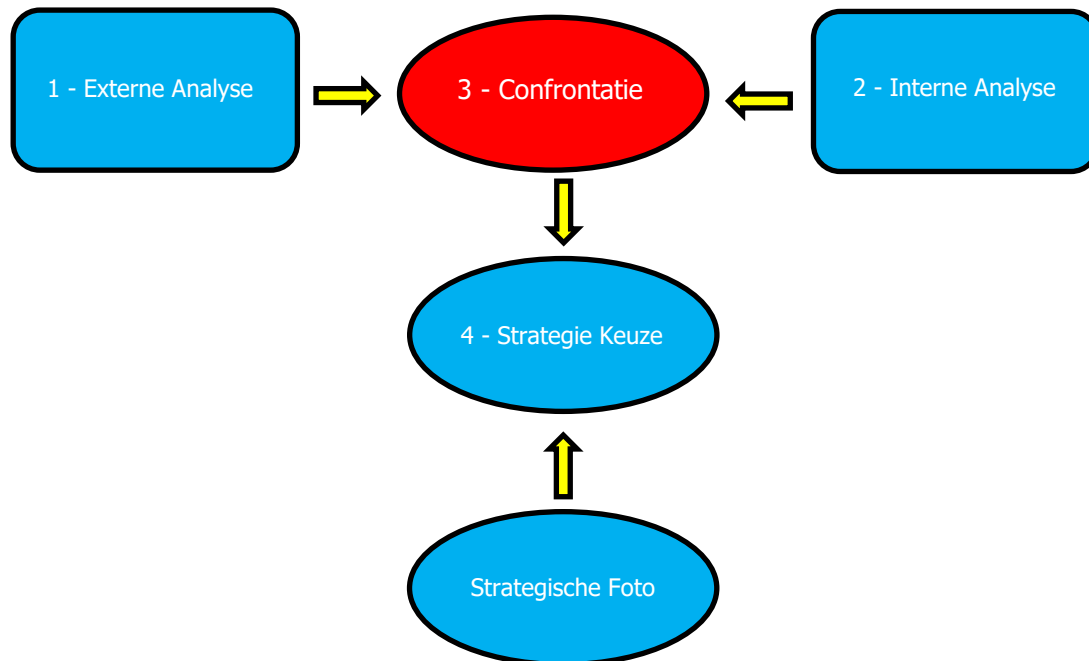 1 - Externe Analyse
3 - Confrontatie
2 - Interne Analyse
4 - Strategie Keuze
Strategische Foto